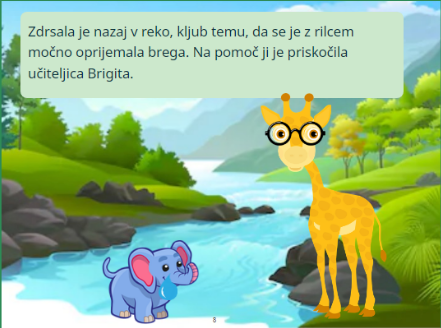 Zdrsala je nazaj v reko, kljub temu, da se je z rilcem
močno oprijemala brega. Na pomoč ji je priskočila
učiteljica Brigita.
8